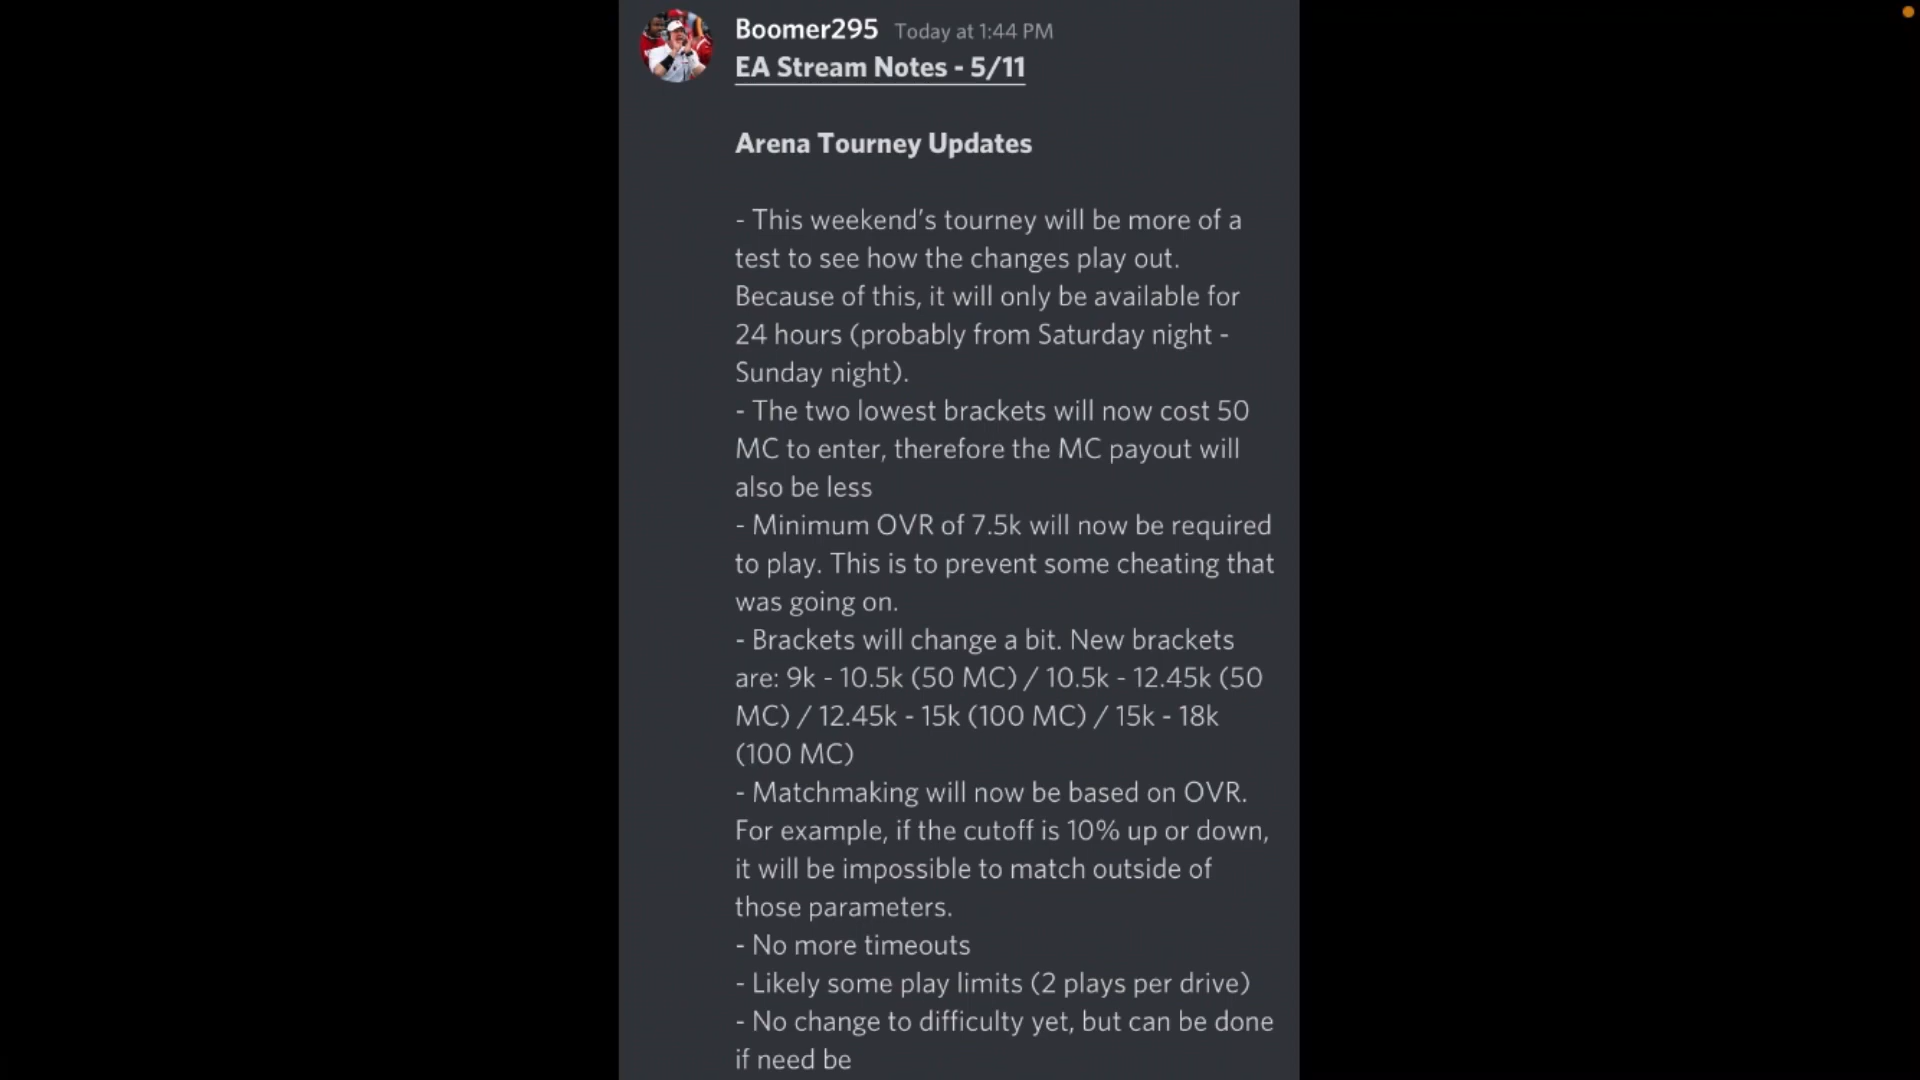 Boomer295 Today at 1:44 PM
EA Stream Notes - 5/11
Arena Tourney Updates
- This weekend’s tourney will be more of a
test to see how the changes play out.
Because of this, it will only be available for
24 hours (probably from Saturday night -
Sunday night).
- The two lowest brackets will now cost 50
MC to enter, therefore the MC payout will
also be less
- Minimum OVR of 7.5k will now be required
to play. This is to prevent some cheating that
was going on.
- Brackets will change a bit. New brackets
are: 9k - 10.5k (50 MC) / 10.5k - 12.45k (50
MC) / 12.45k - 15k (100 MC) / 15k - 18k
(100 MC)
- Matchmaking will now be based on OVR.
For example, if the cutoff is 10% up or down,
it will be impossible to match outside of
those parameters.
- No more timeouts
- Likely some play limits (2 plays per drive)
- No change to difficulty yet, but can be done
if need be